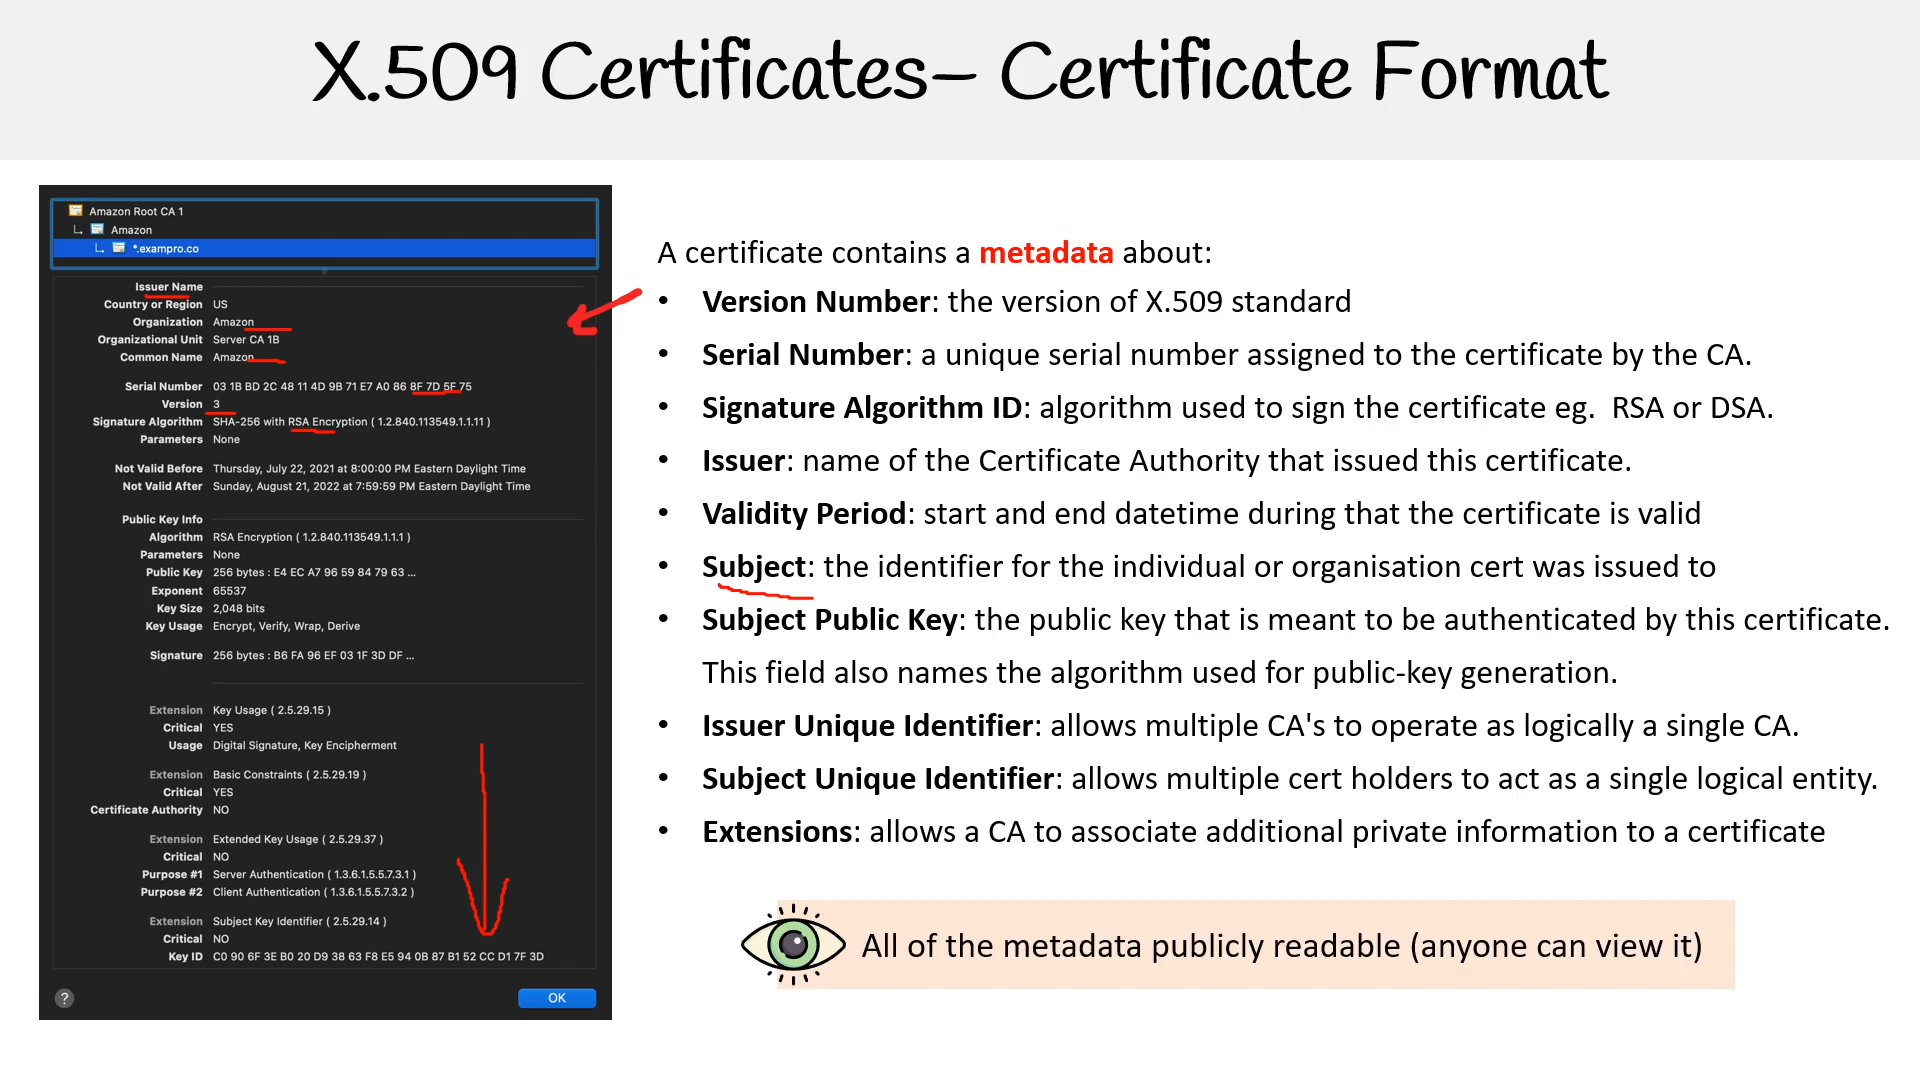 X.509 Certificates– Certificate Format
Amazon Root CA 1
Amazon
*.exampro.co
Issuer Name
Country or Region US
Organization Amazon
Organizational Unit Server CA 1B
Common Name Amazon
Serial Number 03 1B BD 2C 48 11 4D 9B 71 E7 A0 86 8F 7D 5F 75
Version 3
Signature Algorithm SHA-256 with RSA Encryption ( 1.2.840.113549.1.1.11 )
Parameters None
Not Valid Before Thursday, July 22, 2021 at 8:00:00 PM Eastern Daylight Time
Not Valid After Sunday, August 21, 2022 at 7:59:59 PM Eastern Daylight Time
Public Key Info
Algorithm RSA Encryption ( 1.2.840.113549.1.1.1 )
Parameters None
Public Key 256 bytes : E4 EC A7 96 59 84 79 63 ...
Exponent 65537
Key Size 2,048 bits
Key Usage Encrypt, Verify, Wrap, Derive
Signature 256 bytes : B6 FA 96 EF 03 1F 3D DF ...
Extension Key Usage ( 2.5.29.15 )
Critical YES
Usage Digital Signature, Key Encipherment
Extension Basic Constraints ( 2.5.29.19 )
Critical YES
Certificate Authority NO
Extension Extended Key Usage ( 2.5.29.37 )
Critical NO
Purpose #1 Server Authentication ( 1.3.6.1.5.5.7.3.1 )
Purpose #2 Client Authentication ( 1.3.6.1.5.5.7.3.2 )
Extension Subject Key Identifier ( 2.5.29.14 )
Critical NO
Key ID C0 90 6F 3E B0 20 D9 38 63 F8 E5 94 0B 87 B1 52 CC D1 7F 3D
? OK
A certificate contains a metadata about:
• Version Number: the version of X.509 standard
• Serial Number: a unique serial number assigned to the certificate by the CA.
• Signature Algorithm ID: algorithm used to sign the certificate eg. RSA or DSA.
• Issuer: name of the Certificate Authority that issued this certificate.
• Validity Period: start and end datetime during that the certificate is valid
• Subject: the identifier for the individual or organisation cert was issued to
• Subject Public Key: the public key that is meant to be authenticated by this certificate.
This field also names the algorithm used for public-key generation.
• Issuer Unique Identifier: allows multiple CA's to operate as logically a single CA.
• Subject Unique Identifier: allows multiple cert holders to act as a single logical entity.
• Extensions: allows a CA to associate additional private information to a certificate
All of the metadata publicly readable (anyone can view it)